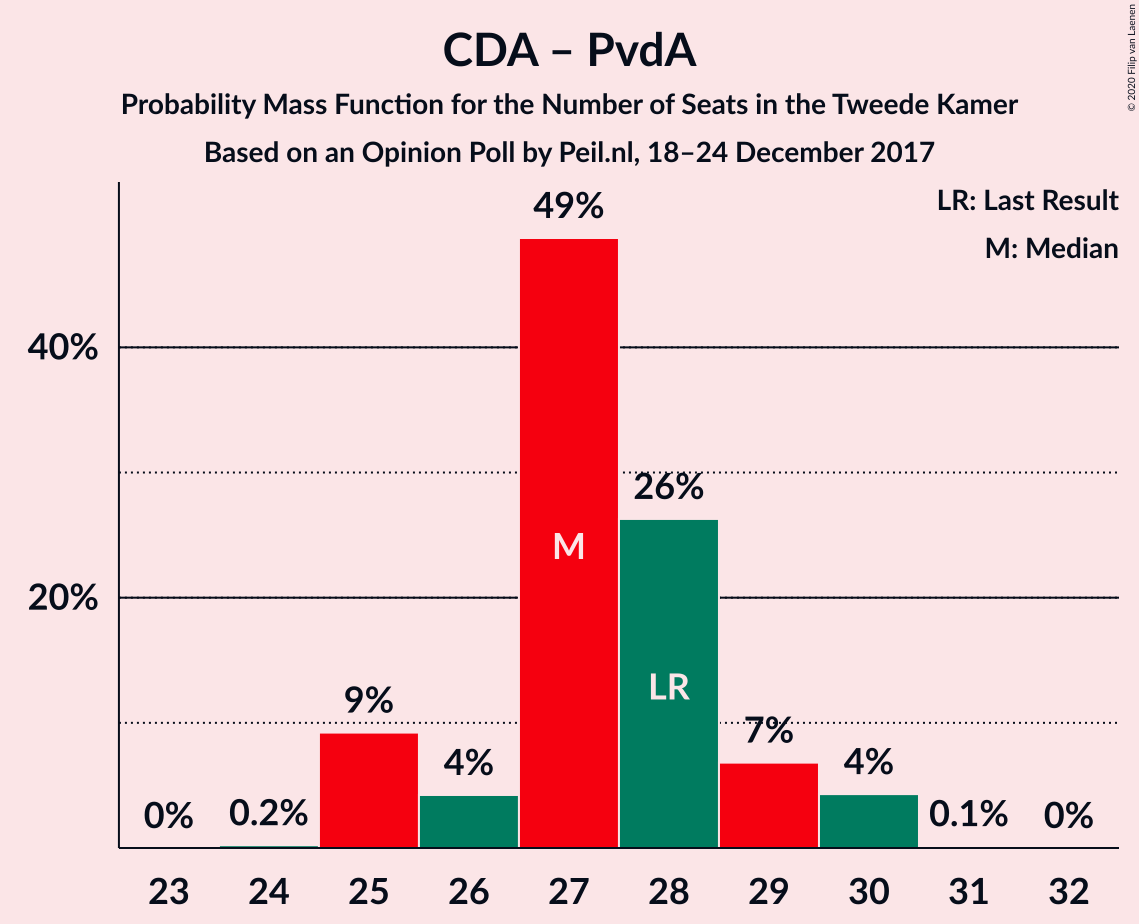 CDA – PvdA
Probability Mass Function for the Number of Seats in the Tweede Kamer
Based on an Opinion Poll by Peil.nl, 18–24 December 2017
© 2020 Filip van Laenen
LR: Last Result
M: Median
40%
20%
0%
0.2%
9%
4%
49%
26%
7%
4%
0.1%
0%
M
LR
23 24 25 26 27 28 29 30 31 32